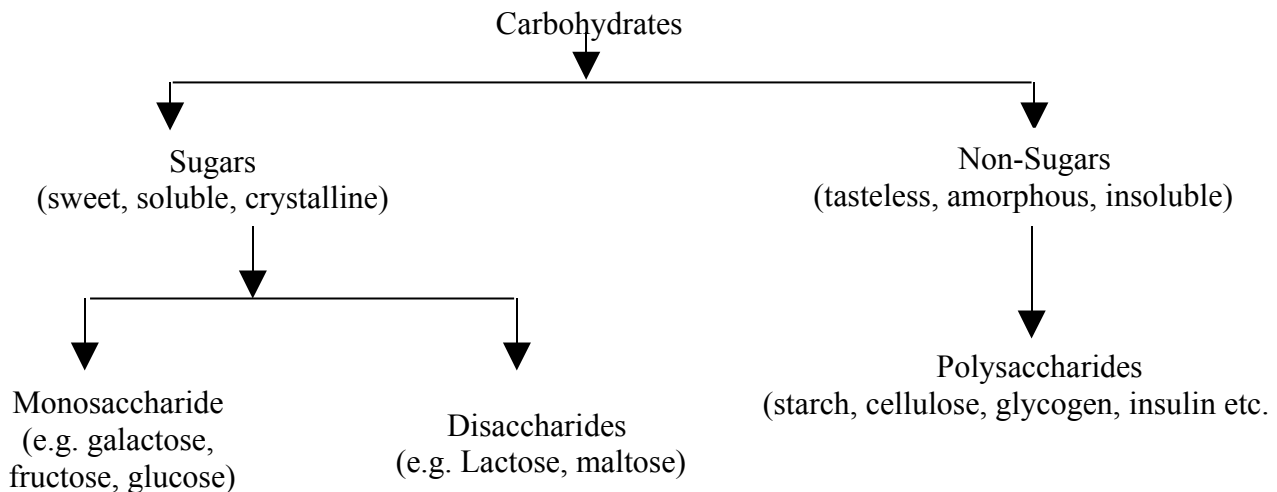 Carbohydrates
Sugars
(sweet, soluble, crystalline)
Non-Sugars
(tasteless, amorphous, insoluble)
Monosaccharide
(e.g. galactose,
fructose, glucose)
Disaccharides
(e.g. Lactose, maltose)
Polysaccharides
(starch, cellulose, glycogen, insulin etc.